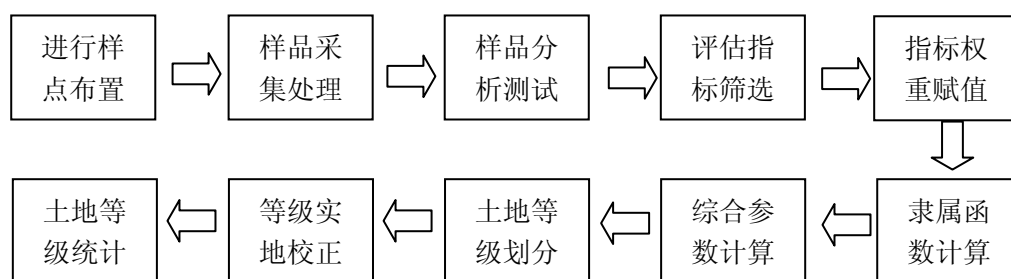 进行样
点布置
样品采
集处理
样品分
析测试
评估指
标筛选
指标权
重赋值
隶属函
数计算
综合参
数计算
土地等
级划分
等级实
地校正
土地等
级统计